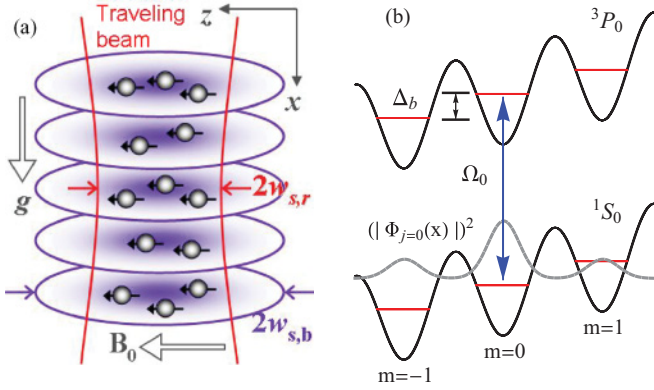 (a)
Traveling
beam
z
x
g
2w_{s,r}
2w_{s,b}
B_0
(b)
^3P_0
Δ_b
Ω_0
(| Φ_{j=0}(x) |)^2
^1S_0
m=−1
m=0
m=1